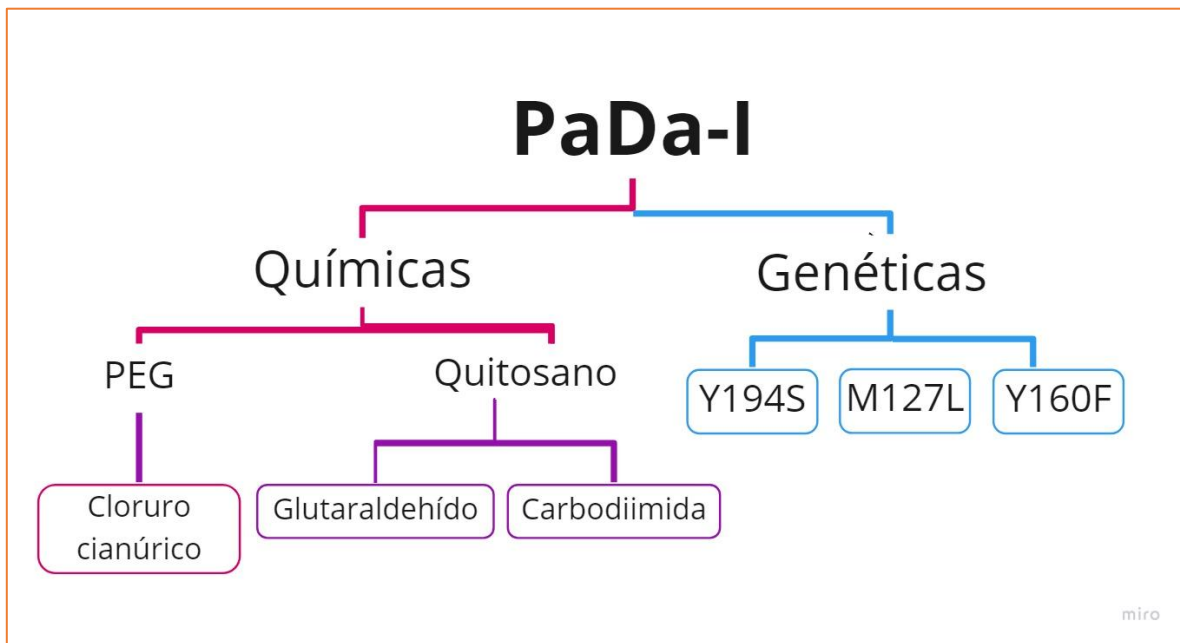 PaDa-I
Químicas
Genéticas
PEG
Quitosano
Y194S
M127L
Y160F
Cloruro
cianúrico
Glutaraldehído
Carbodiimida
miro